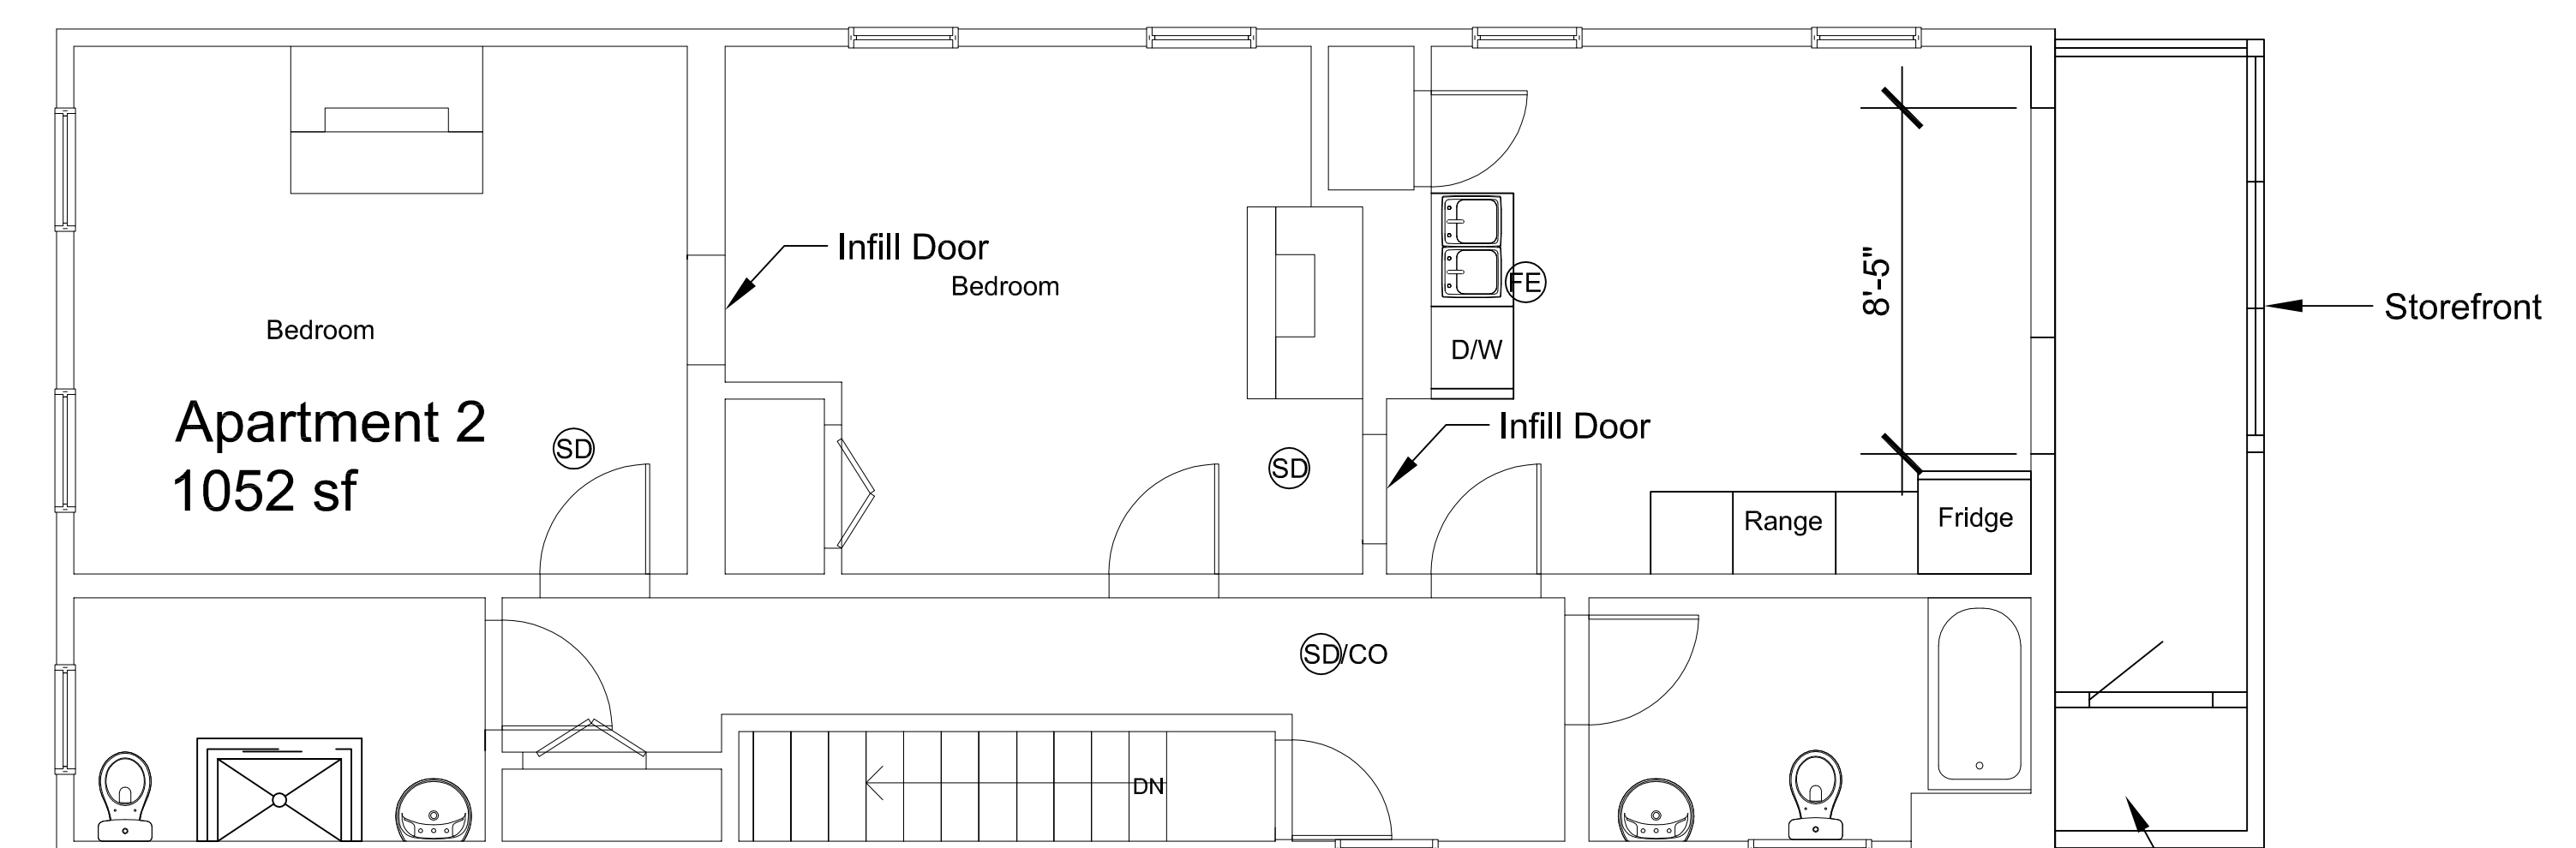 Infill Door
Bedroom
FE
8'-5"
Storefront
Bedroom
D/W
Apartment 2
1052 sf
SD
SD
Infill Door
Range
Fridge
SD/CO
DN